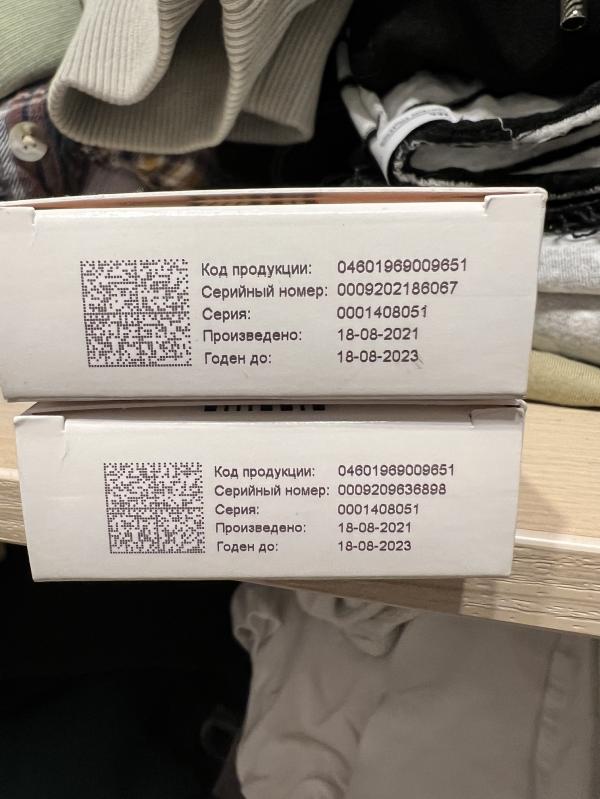 Код продукции: 04601969009651
Серийный номер: 0009202186067
Серия: 0001408051
Произведено: 18-08-2021
Годен до: 18-08-2023
Код продукции: 04601969009651
Серийный номер: 0009209636898
Серия: 0001408051
Произведено: 18-08-2021
Годен до: 18-08-2023